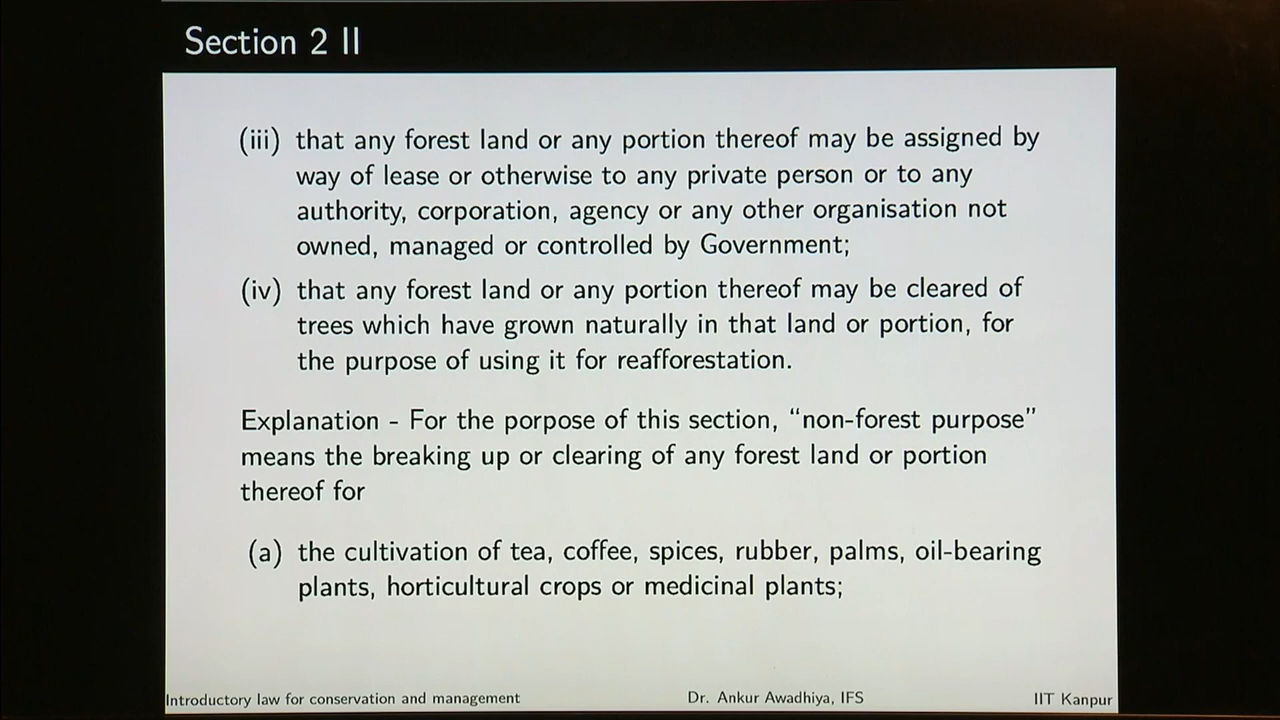 Section 2 II
(iii) that any forest land or any portion thereof may be assigned by
way of lease or otherwise to any private person or to any
authority, corporation, agency or any other organisation not
owned, managed or controlled by Government;
(iv) that any forest land or any portion thereof may be cleared of
trees which have grown naturally in that land or portion, for
the purpose of using it for reafforestation.
Explanation - For the porpose of this section, “non-forest purpose”
means the breaking up or clearing of any forest land or portion
thereof for
(a) the cultivation of tea, coffee, spices, rubber, palms, oil-bearing
plants, horticultural crops or medicinal plants;
Introductory law for conservation and management Dr. Ankur Awadhiya, IFS IIT Kanpur